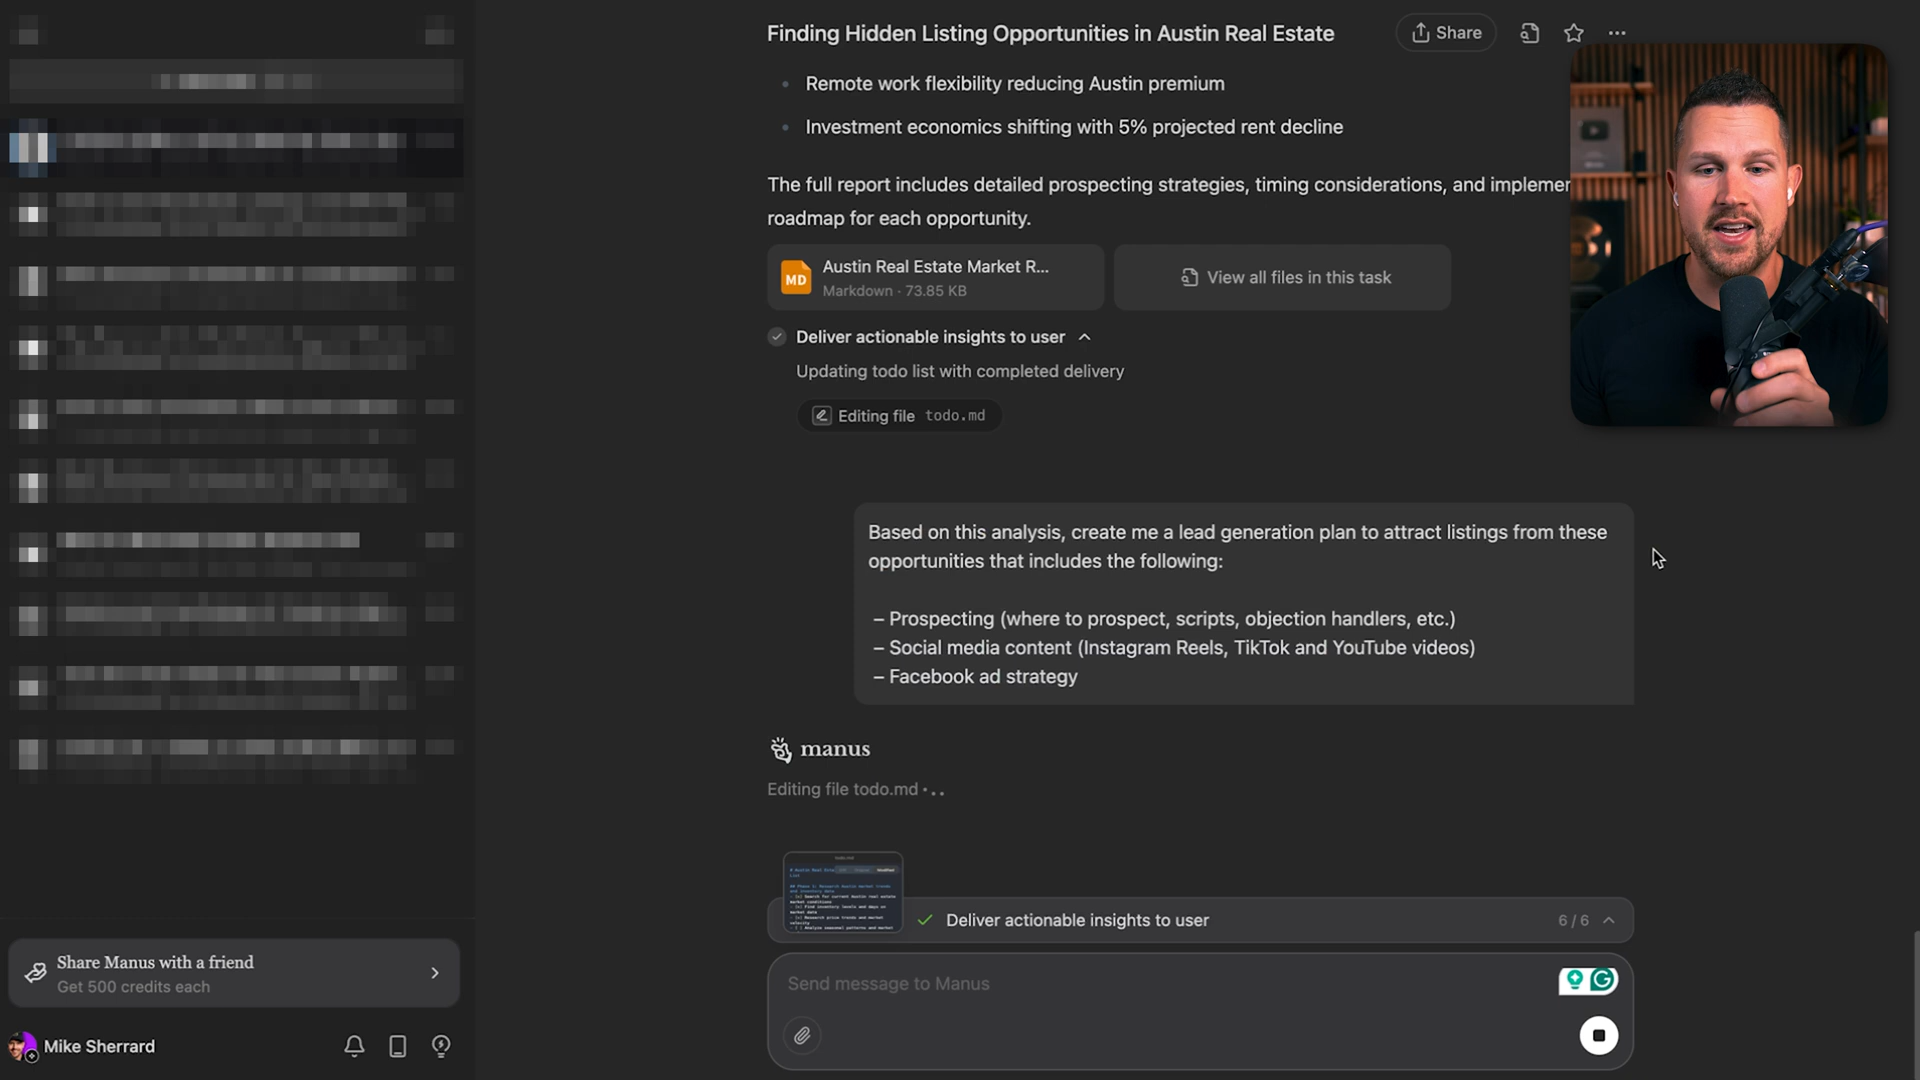 Finding Hidden Listing Opportunities in Austin Real Estate
Share
Remote work flexibility reducing Austin premium
Investment economics shifting with 5% projected rent decline
The full report includes detailed prospecting strategies, timing considerations, and implemen
roadmap for each opportunity.
MD
Austin Real Estate Market R...
Markdown · 73.85 KB
View all files in this task
Deliver actionable insights to user
Updating todo list with completed delivery
Editing file todo.md
Based on this analysis, create me a lead generation plan to attract listings from these
opportunities that includes the following:
– Prospecting (where to prospect, scripts, objection handlers, etc.)
– Social media content (Instagram Reels, TikTok and YouTube videos)
– Facebook ad strategy
manus
Editing file todo.md
Deliver actionable insights to user
6 / 6
Send message to Manus
Share Manus with a friend
Get 500 credits each
Mike Sherrard